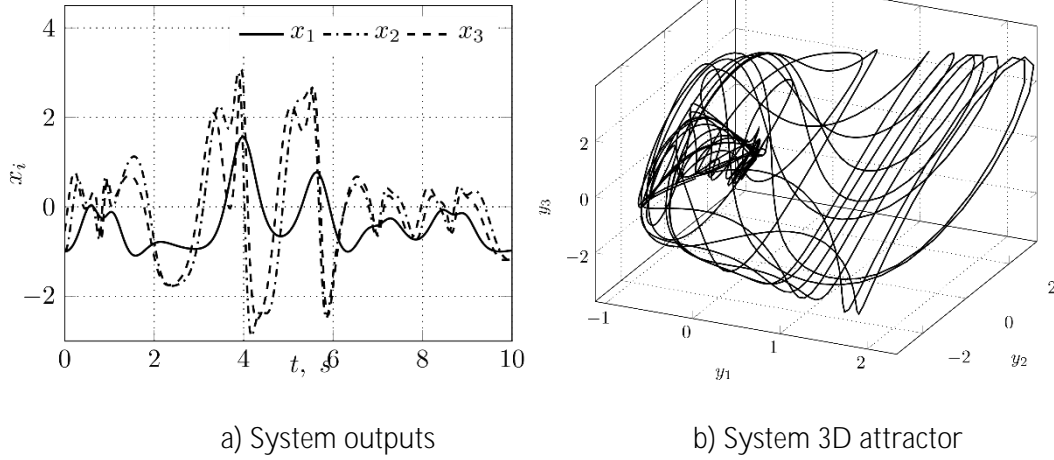 x₁ x₂ x₃
4
2
0
−2
xᵢ
0 2 4 6 8 10
t, s
2
0
−2
y₃
−1 0 1 2
y₁
−2 0 2
y₂
a) System outputs
b) System 3D attractor